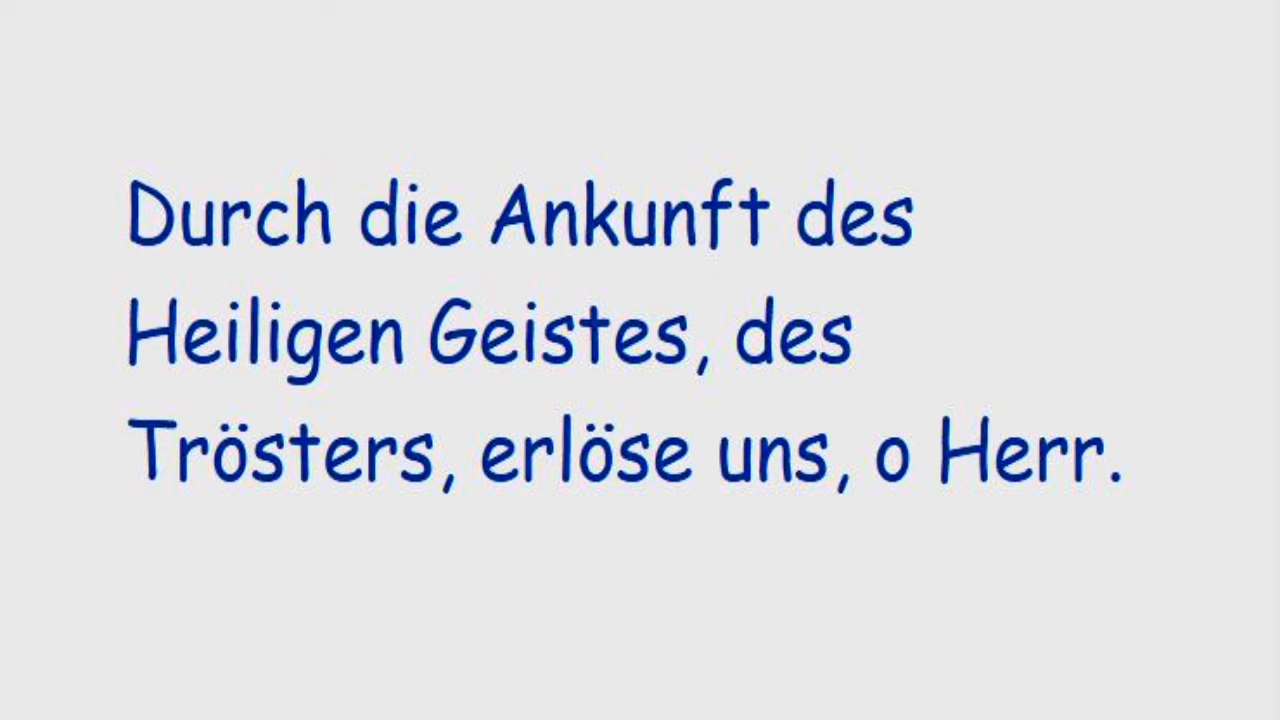 Durch die Ankunft des
Heiligen Geistes, des
Trösters, erlöse uns, o Herr.